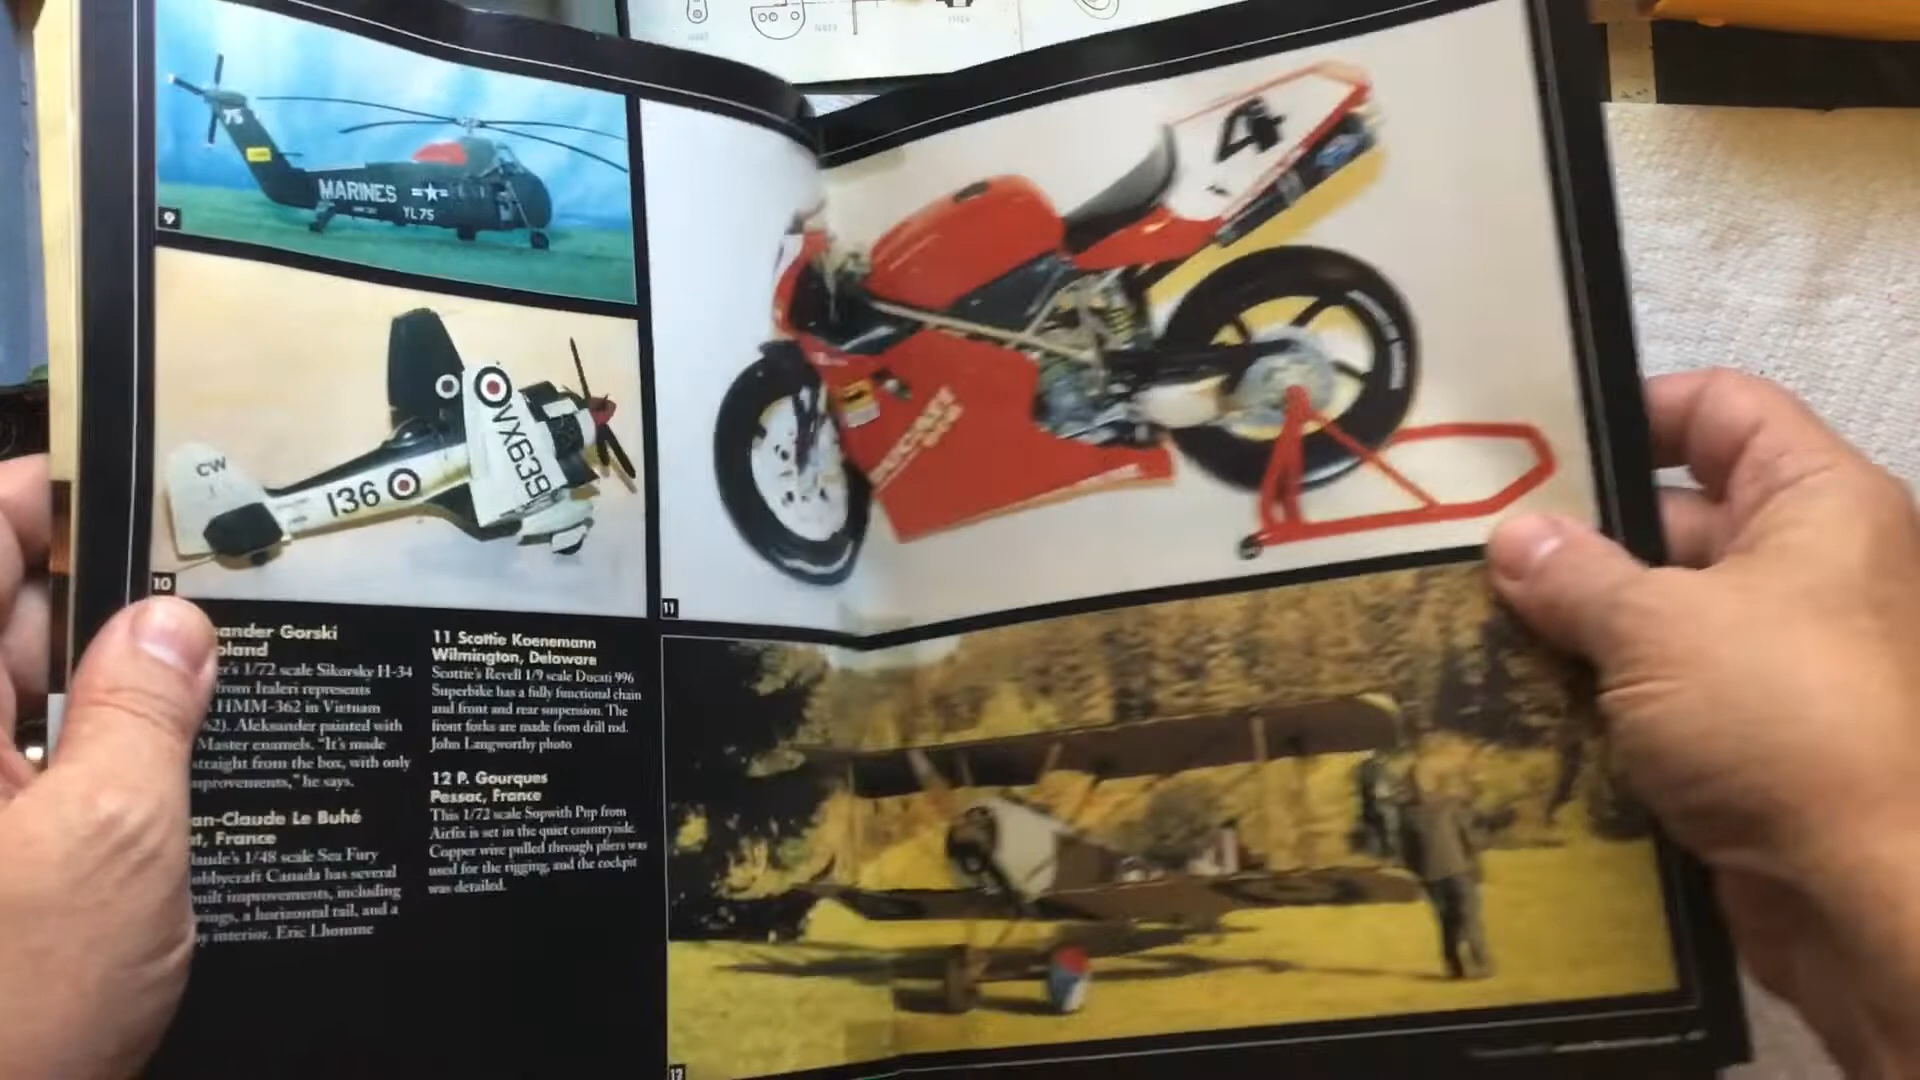 75
MARINES
YL75
9
CW
136
VX639
10
4
DUCATI
11
sander Gorski
oland
er's 1/72 scale Sikorsky H-34
from Italeri represents
HMM-362 in Vietnam
62). Aleksander painted with
Master enamels. "It's made
straight from the box, with only
mprovements," he says.
an-Claude Le Buhé
t, France
laude's 1/48 scale Sea Fury
obbycraft Canada has several
built improvements, including
wings, a horizontal tail, and a
interior. Eric Lhomme
11 Scottie Koenemann
Wilmington, Delaware
Scottie's Revell 1/9 scale Ducati 996
Superbike has a fully functional chain
and front and rear suspension. The
front forks are made from drill rod.
John Langworthy photo
12 P. Gourques
Pessac, France
This 1/72 scale Sopwith Pup from
Airfix is set in the quiet countryside.
Copper wire pulled through pliers was
used for the rigging, and the cockpit
was detailed.
12